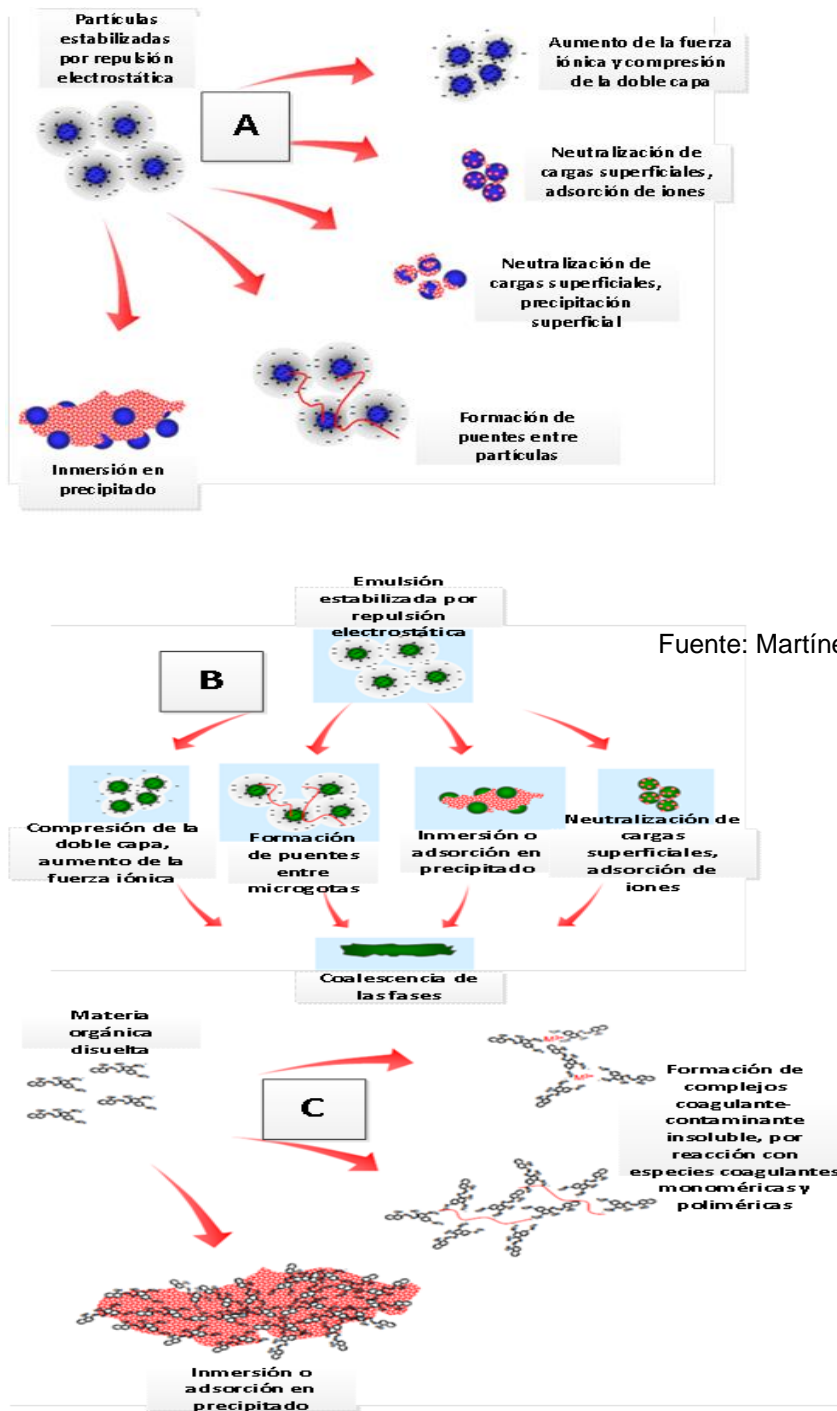 Partículas
estabilizadas
por repulsión
electrostática
A
Aumento de la fuerza
iónica y compresión
de la doble capa
Neutralización de
cargas superficiales,
adsorción de iones
Neutralización de
cargas superficiales,
precipitación
superficial
Formación de
puentes entre
partículas
Inmersión en
precipitado
Emulsión
estabilizada por
repulsión
electrostática
Fuente: Martíne
B
Compresión de la
doble capa,
aumento de la
fuerza iónica
Formación
de puentes
entre
microgotas
Inmersión o
adsorción en
precipitado
Neutralización de
cargas
superficiales,
adsorción de
iones
Coalescencia de
las fases
Materia
orgánica
disuelta
C
Formación de
complejos
coagulante-
contaminante
insoluble, por
reacción con
especies coagulantes
monoméricas y
poliméricas
Inmersión o
adsorción en
precipitado